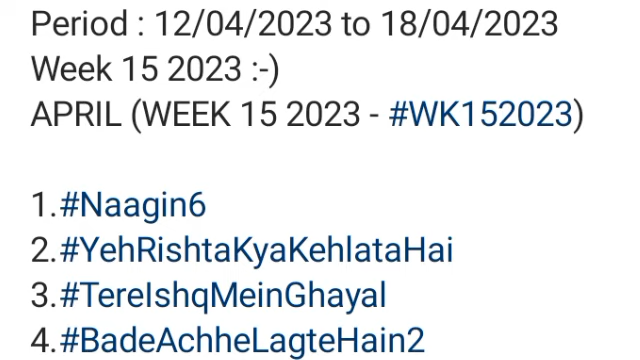 Period : 12/04/2023 to 18/04/2023
Week 15 2023 :-)
APRIL (WEEK 15 2023 - #WK152023)
1.#Naagin6
2.#YehRishtaKyaKehlataHai
3.#TereIshqMeinGhayal
4.#BadeAchheLagteHain2